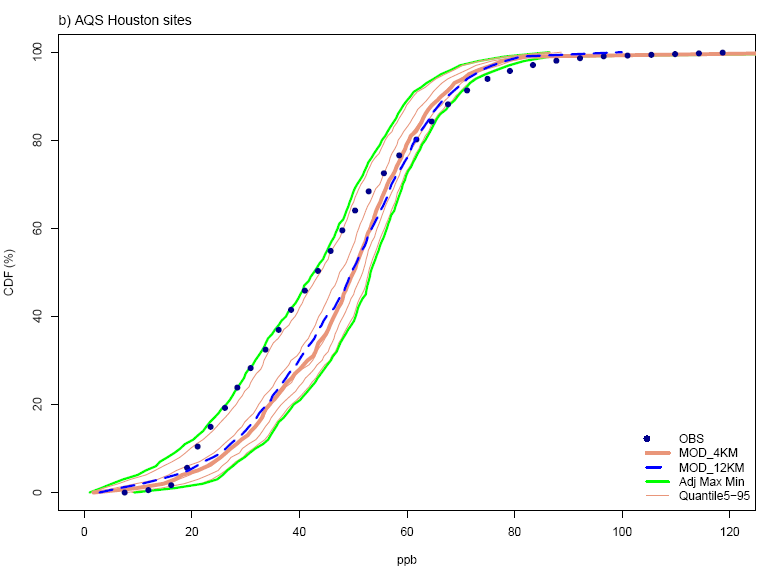 b) AQS Houston sites
CDF (%)
100
80
60
40
20
0
0 20 40 60 80 100 120
ppb
OBS
MOD_4KM
MOD_12KM
Adj Max Min
Quantile5−95